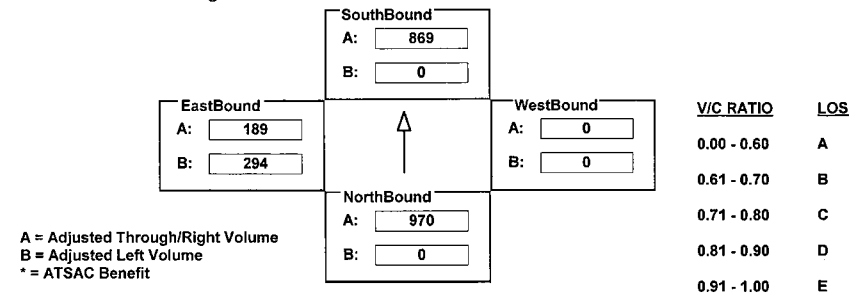 SouthBound
A: 869
B: 0
EastBound
A: 189
B: 294
WestBound
A: 0
B: 0
NorthBound
A: 970
B: 0
A = Adjusted Through/Right Volume
B = Adjusted Left Volume
* = ATSAC Benefit
V/C RATIO LOS
0.00 - 0.60 A
0.61 - 0.70 B
0.71 - 0.80 C
0.81 - 0.90 D
0.91 - 1.00 E